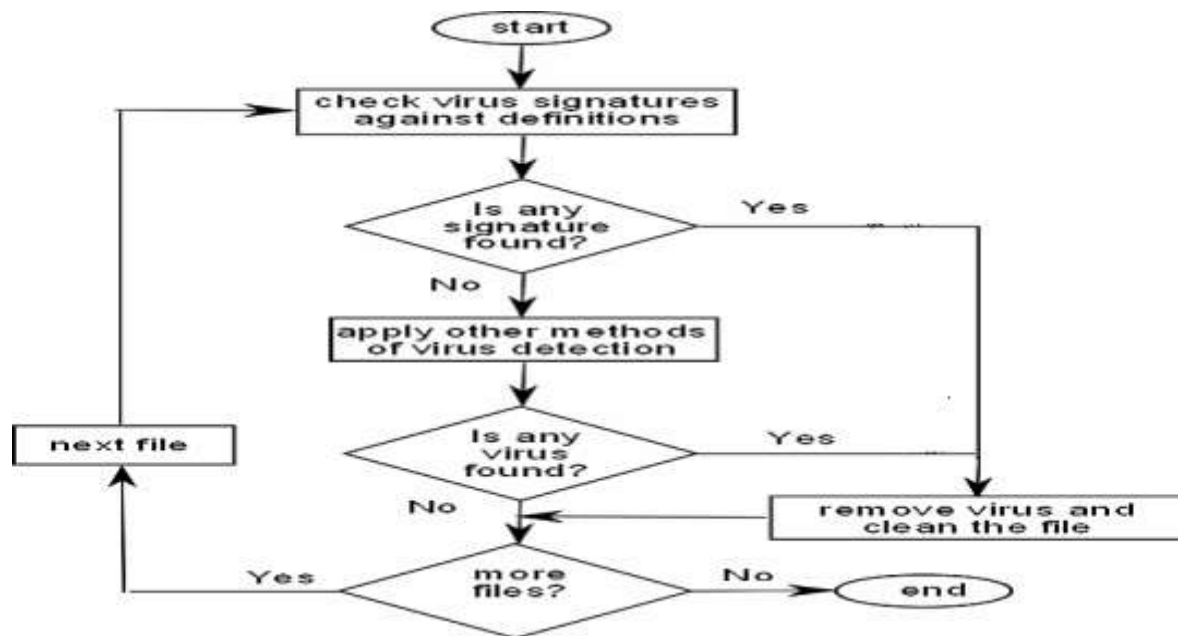 start
check virus signatures
against definitions
Is any
signature
found?
Yes
No
apply other methods
of virus detection
next file
Is any
virus
found?
Yes
No
remove virus and
clean the file
more
files?
Yes
No
end